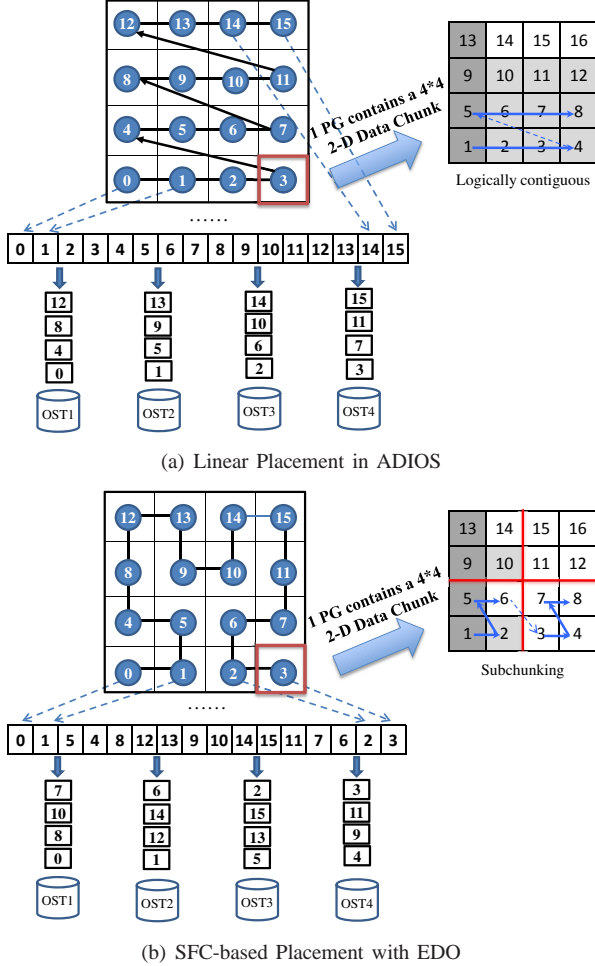 12 13 14 15
8 9 10 11
4 5 6 7
0 1 2 3
1 PG contains a 4*4
2-D Data Chunk
13 14 15 16
9 10 11 12
5 6 7 8
1 2 3 4
Logically contiguous
......
0 1 2 3 4 5 6 7 8 9 10 11 12 13 14 15
12 13 14 15
8 9 10 11
4 5 6 7
0 1 2 3
OST1 OST2 OST3 OST4
(a) Linear Placement in ADIOS
12 13 14 15
8 9 10 11
4 5 6 7
0 1 2 3
1 PG contains a 4*4
2-D Data Chunk
13 14 15 16
9 10 11 12
5 6 7 8
1 2 3 4
Subchunking
......
0 1 5 4 8 12 13 9 10 14 15 11 7 6 2 3
7 6 2 3
10 14 15 11
8 12 13 9
0 1 5 4
OST1 OST2 OST3 OST4
(b) SFC-based Placement with EDO